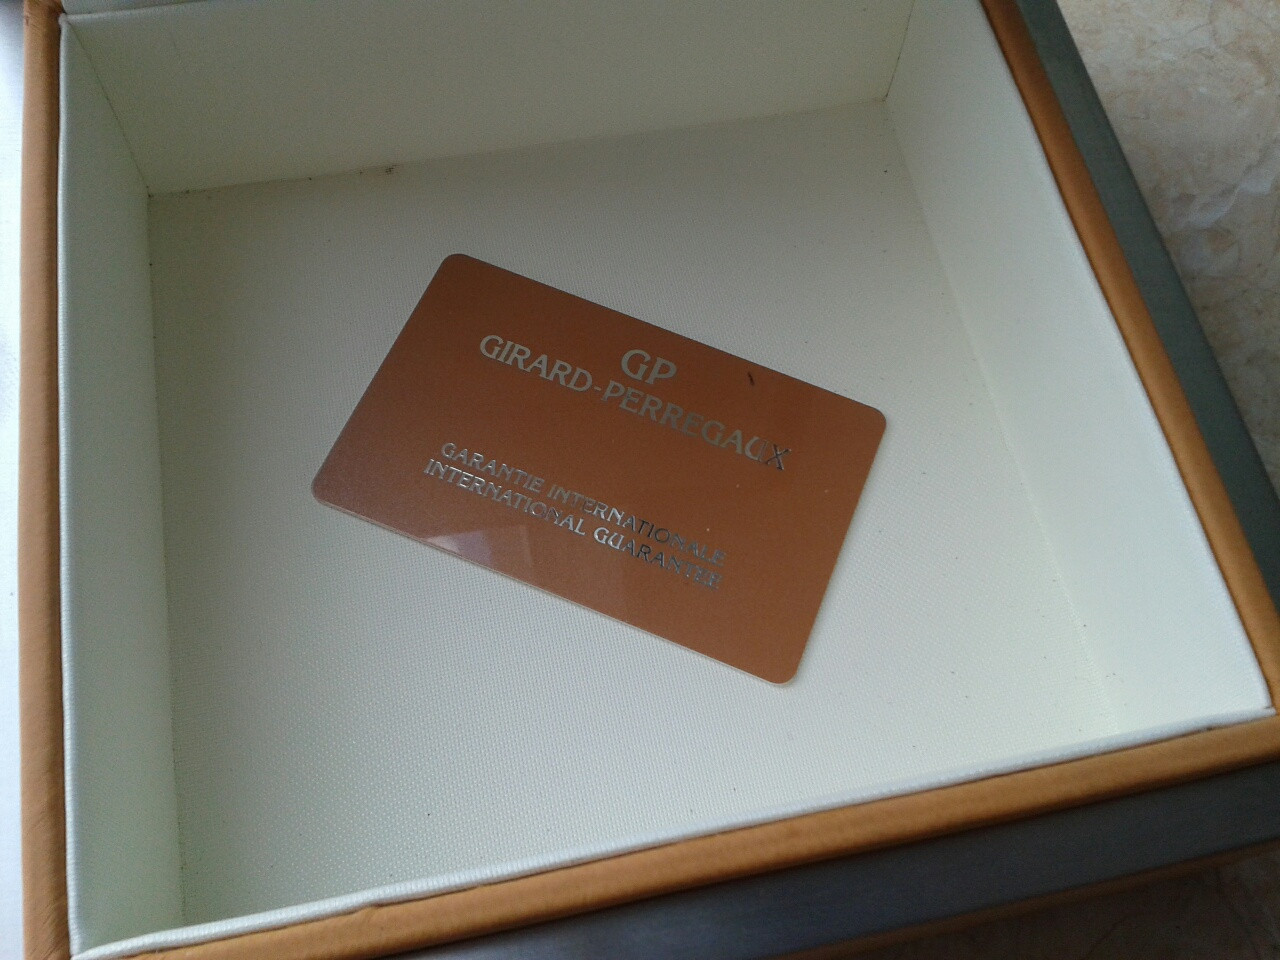 GP
GIRARD-PERREGAUX
GARANTIE INTERNATIONALE
INTERNATIONAL GUARANTEE